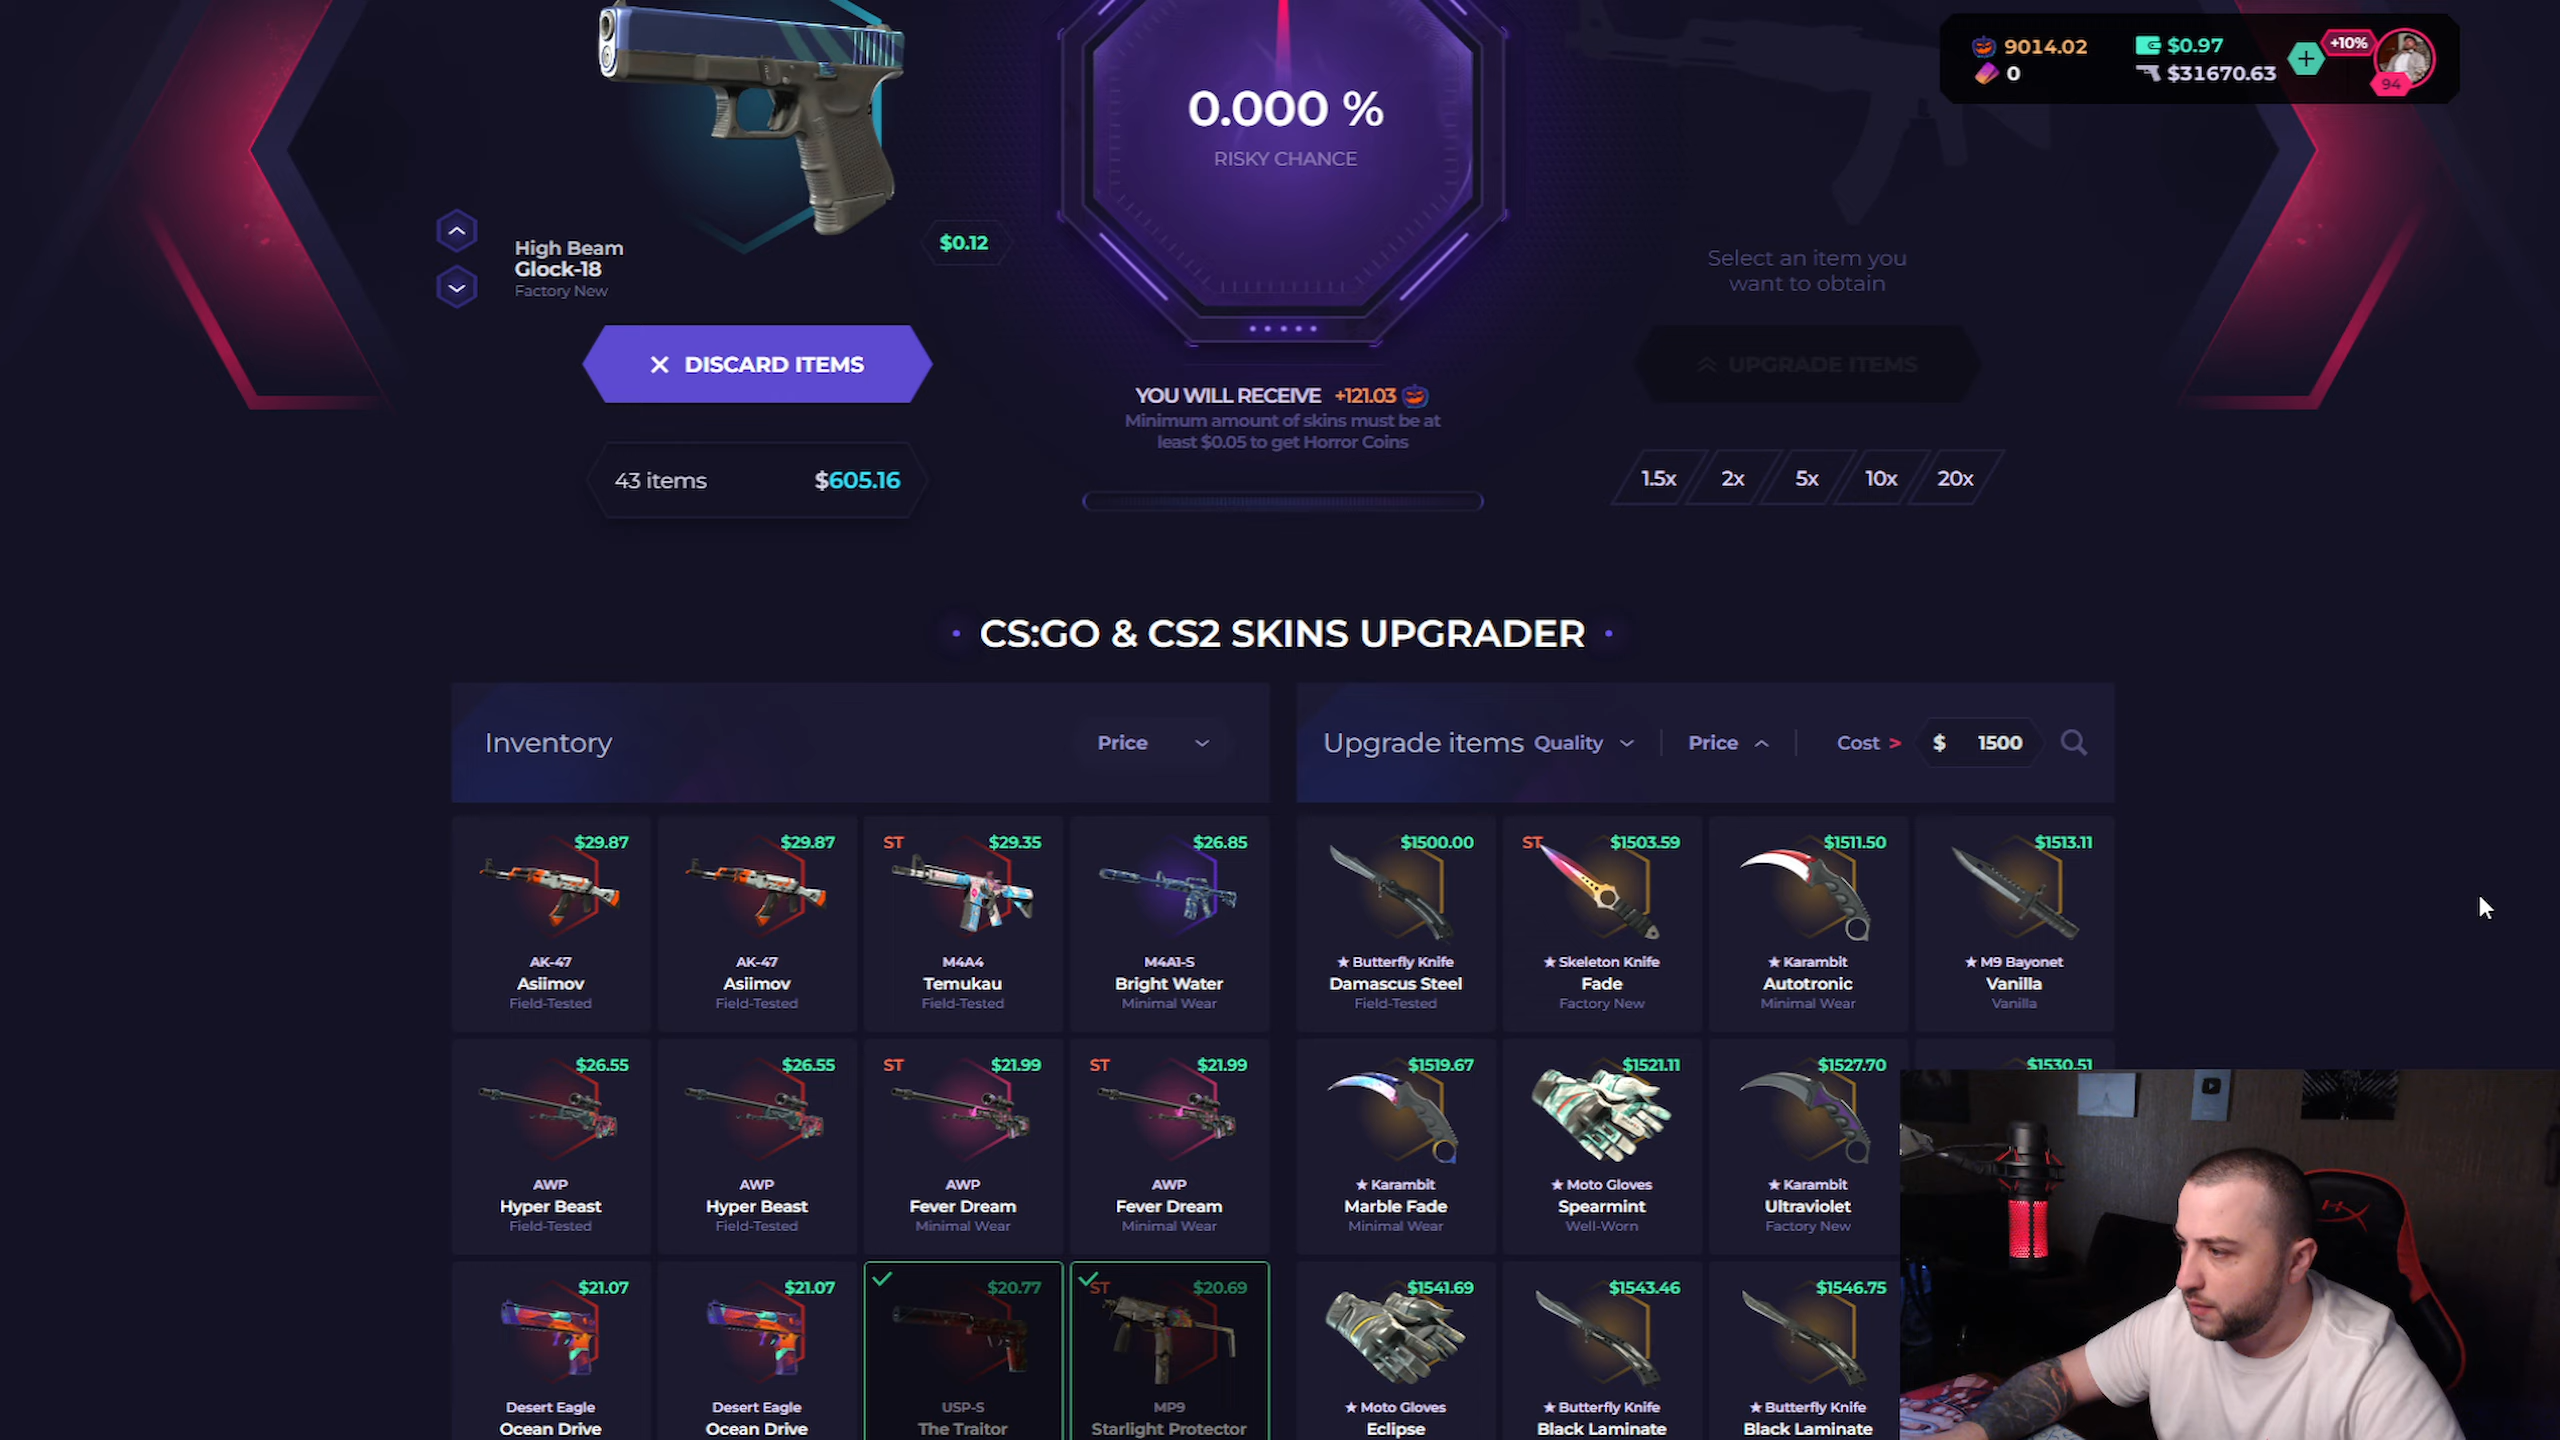 9014.02
$0.97
+10%
0
$31670.63
94
0.000 %
RISKY CHANCE
High Beam
Glock-18
Factory New
$0.12
Select an item you
want to obtain
DISCARD ITEMS
UPGRADE ITEMS
YOU WILL RECEIVE +121.03
Minimum amount of skins must be at
least $0.05 to get Horror Coins
43 items $605.16
1.5x 2x 5x 10x 20x
CS:GO & CS2 SKINS UPGRADER
Inventory
Price
Upgrade items
Quality
Price
Cost >
$ 1500
$29.87
AK-47
Asiimov
Field-Tested
$29.87
AK-47
Asiimov
Field-Tested
ST $29.35
M4A4
Temukau
Field-Tested
$26.85
M4A1-S
Bright Water
Minimal Wear
$1500.00
★ Butterfly Knife
Damascus Steel
Field-Tested
ST $1503.59
★ Skeleton Knife
Fade
Factory New
$1511.50
★ Karambit
Autotronic
Minimal Wear
$1513.11
★ M9 Bayonet
Vanilla
Vanilla
$26.55
AWP
Hyper Beast
Field-Tested
$26.55
AWP
Hyper Beast
Field-Tested
ST $21.99
AWP
Fever Dream
Minimal Wear
ST $21.99
AWP
Fever Dream
Minimal Wear
$1519.67
★ Karambit
Marble Fade
Minimal Wear
$1521.11
★ Moto Gloves
Spearmint
Well-Worn
$1527.70
★ Karambit
Ultraviolet
Factory New
$1530.51
$21.07
Desert Eagle
Ocean Drive
$21.07
Desert Eagle
Ocean Drive
$20.77
USP-S
The Traitor
ST $20.69
MP9
Starlight Protector
$1541.69
★ Moto Gloves
Eclipse
$1543.46
★ Butterfly Knife
Black Laminate
$1546.75
★ Butterfly Knife
Black Laminate
HX